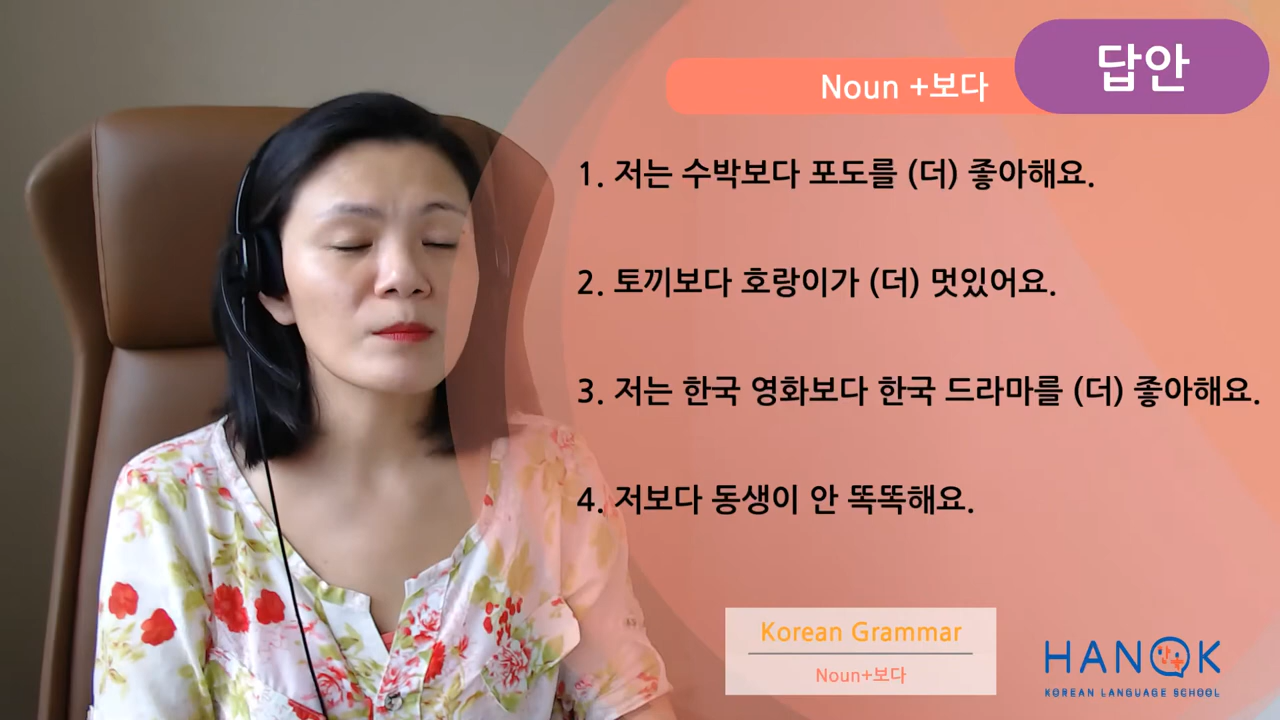 답안
Noun +보다
1. 저는 수박보다 포도를 (더) 좋아해요.
2. 토끼보다 호랑이가 (더) 멋있어요.
3. 저는 한국 영화보다 한국 드라마를 (더) 좋아해요.
4. 저보다 동생이 안 똑똑해요.
Korean Grammar
Noun+보다
HANOK
KOREAN LANGUAGE SCHOOL